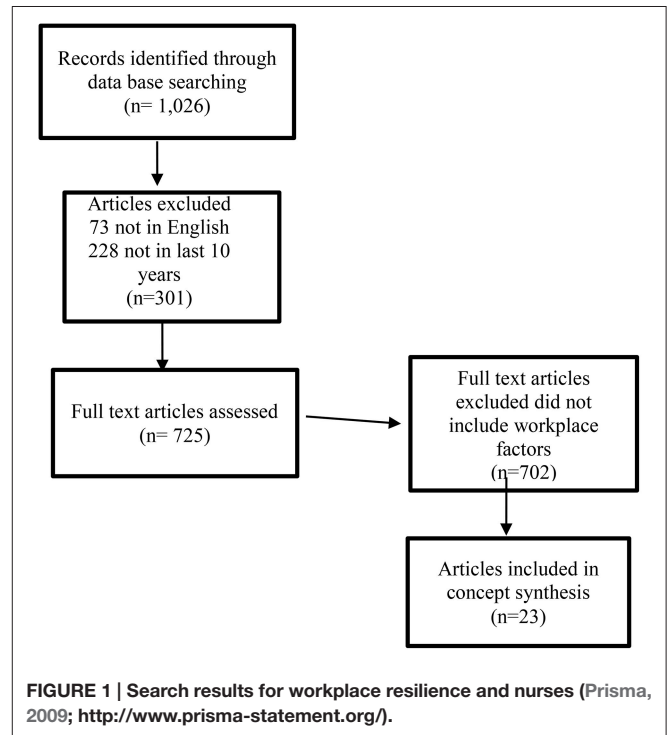 Records identified through
data base searching
(n= 1,026)
Articles excluded
73 not in English
228 not in last 10
years
(n=301)
Full text articles assessed
(n= 725)
Full text articles
excluded did not
include workplace
factors
(n=702)
Articles included in
concept synthesis
(n=23)
FIGURE 1 | Search results for workplace resilience and nurses (Prisma,
2009; http://www.prisma-statement.org/).